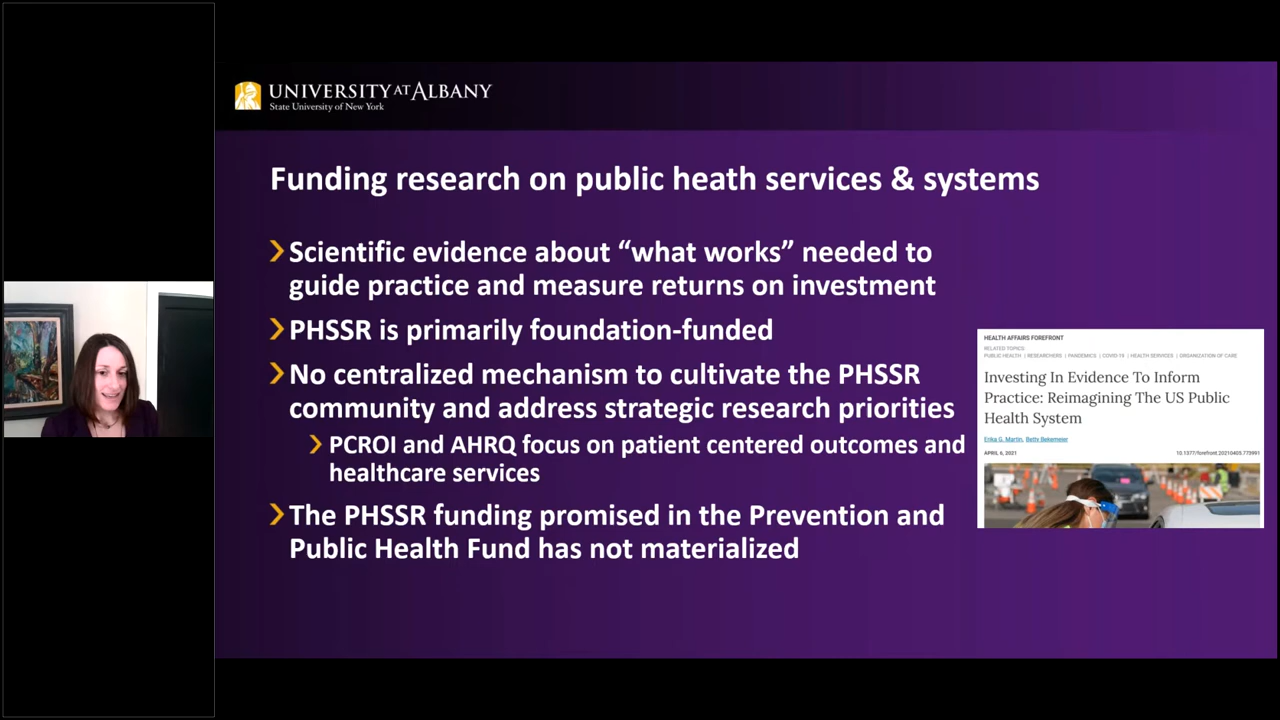 UNIVERSITY AT ALBANY
State University of New York
Funding research on public heath services & systems
Scientific evidence about “what works” needed to
guide practice and measure returns on investment
PHSSR is primarily foundation-funded
No centralized mechanism to cultivate the PHSSR
community and address strategic research priorities
PCROI and AHRQ focus on patient centered outcomes and
healthcare services
The PHSSR funding promised in the Prevention and
Public Health Fund has not materialized
HEALTH AFFAIRS FOREFRONT
RELATED TOPICS:
PUBLIC HEALTH | RESEARCHERS | PANDEMICS | COVID-19 | HEALTH SERVICES | ORGANIZATION OF CARE
Investing In Evidence To Inform
Practice: Reimagining The US Public
Health System
Erika G. Martin, Betty Bekemeier
APRIL 6, 2021 10.1377/forefront.20210405.773991